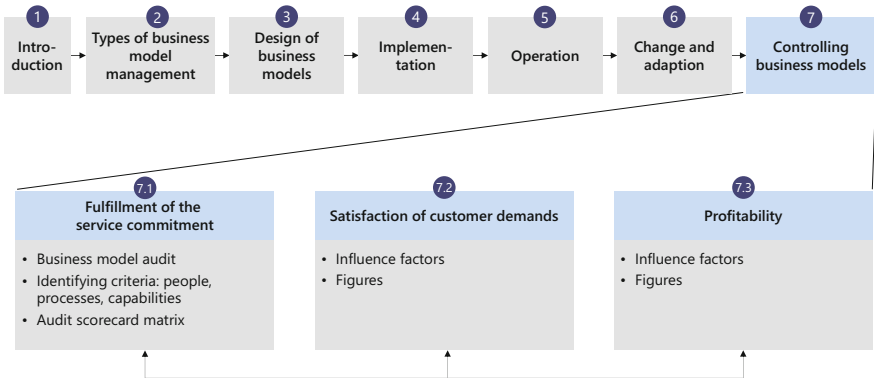 1
Intro-
duction
2
Types of business
model
management
3
Design of
business
models
4
Implemen-
tation
5
Operation
6
Change and
adaption
7
Controlling
business models
7.1
Fulfillment of the
service commitment
• Business model audit
• Identifying criteria: people,
processes, capabilities
• Audit scorecard matrix
7.2
Satisfaction of customer demands
• Influence factors
• Figures
7.3
Profitability
• Influence factors
• Figures